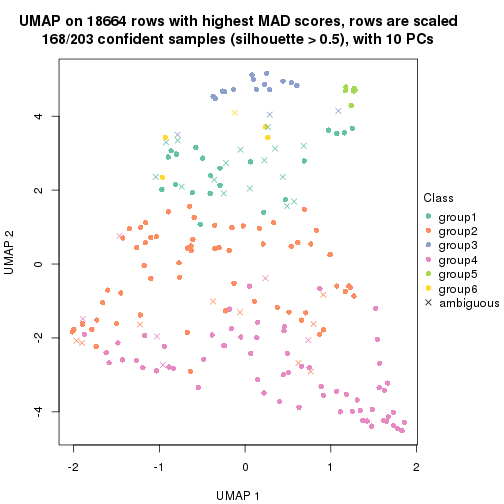 UMAP on 18664 rows with highest MAD scores, rows are scaled
168/203 confident samples (silhouette > 0.5), with 10 PCs
UMAP 2
4
2
0
-2
-4
-2
-1
0
1
2
UMAP 1
Class
group1
group2
group3
group4
group5
group6
ambiguous